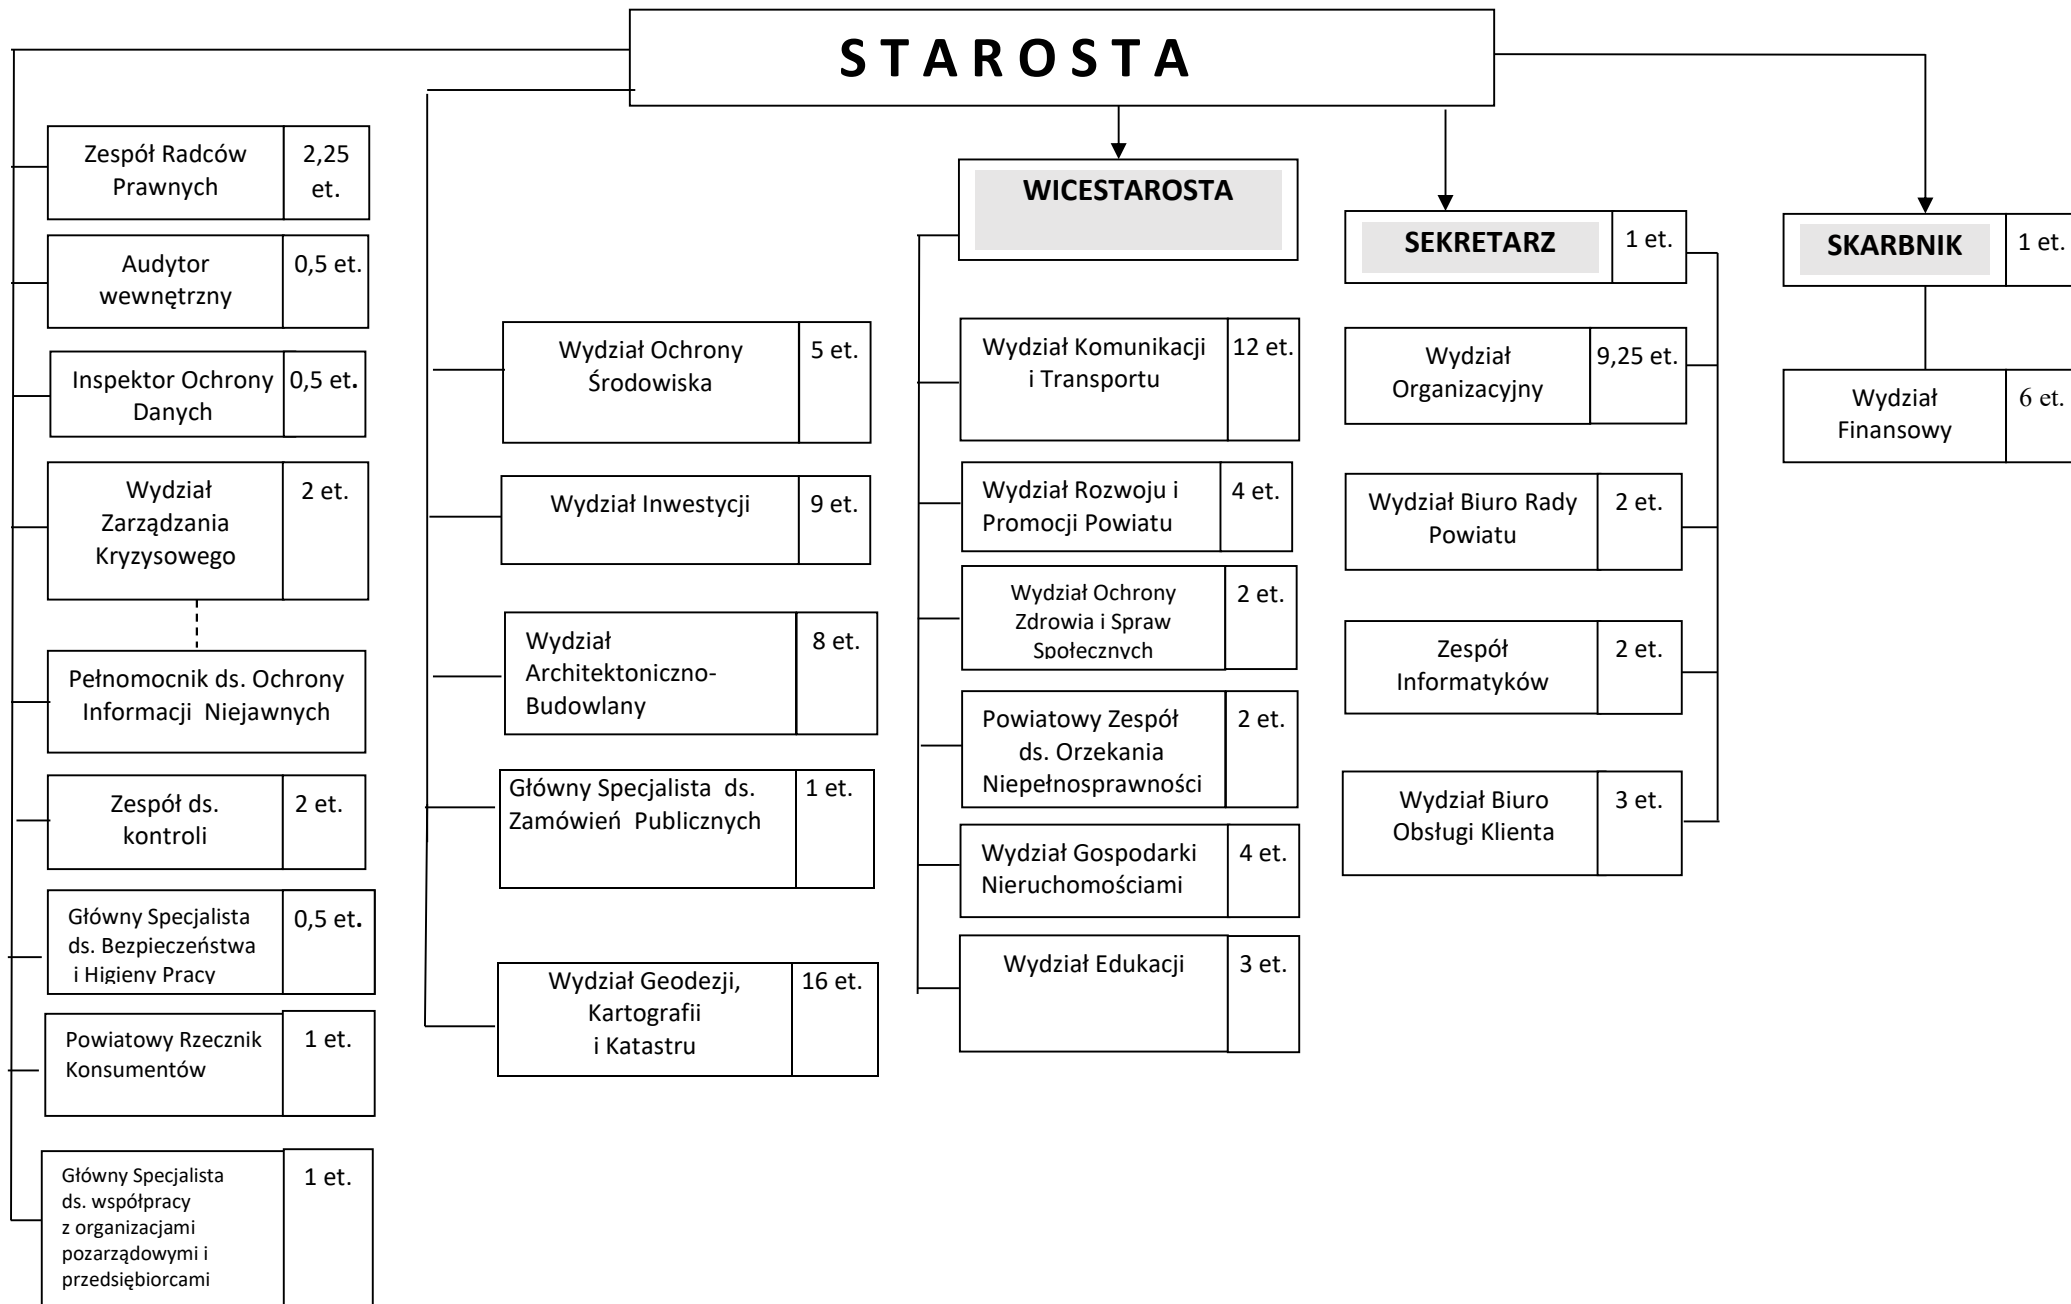 S T A R O S T A
Zespół Radców
Prawnych
2,25
et.
Audytor
wewnętrzny
0,5 et.
Inspektor Ochrony
Danych
0,5 et.
Wydział
Zarządzania
Kryzysowego
2 et.
Pełnomocnik ds. Ochrony
Informacji Niejawnych
Zespół ds.
kontroli
2 et.
Główny Specjalista
ds. Bezpieczeństwa
i Higieny Pracy
0,5 et.
Powiatowy Rzecznik
Konsumentów
1 et.
Główny Specjalista
ds. współpracy
z organizacjami
pozarządowymi i
przedsiębiorcami
1 et.
Wydział Ochrony
Środowiska
5 et.
Wydział Inwestycji
9 et.
Wydział
Architektoniczno-
Budowlany
8 et.
Główny Specjalista ds.
Zamówień Publicznych
1 et.
Wydział Geodezji,
Kartografii
i Katastru
16 et.
WICESTAROSTA
Wydział Komunikacji
i Transportu
12 et.
Wydział Rozwoju i
Promocji Powiatu
4 et.
Wydział Ochrony
Zdrowia i Spraw
Społecznych
2 et.
Powiatowy Zespół
ds. Orzekania
Niepełnosprawności
2 et.
Wydział Gospodarki
Nieruchomościami
4 et.
Wydział Edukacji
3 et.
SEKRETARZ
1 et.
Wydział
Organizacyjny
9,25 et.
Wydział Biuro Rady
Powiatu
2 et.
Zespół
Informatyków
2 et.
Wydział Biuro
Obsługi Klienta
3 et.
SKARBNIK
1 et.
Wydział
Finansowy
6 et.